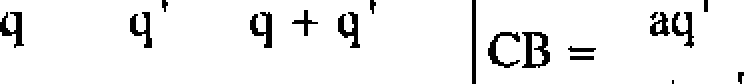 q q' q + q' CB = aq'